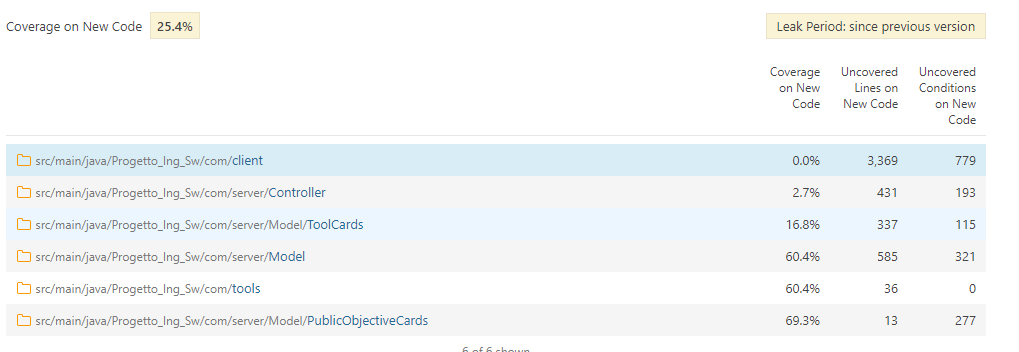 Coverage on New Code 25.4% Leak Period: since previous version
Coverage on New Code Uncovered Lines on New Code Uncovered Conditions on New Code
src/main/java/Progetto_Ing_Sw/com/client 0.0% 3,369 779
src/main/java/Progetto_Ing_Sw/com/server/Controller 2.7% 431 193
src/main/java/Progetto_Ing_Sw/com/server/Model/ToolCards 16.8% 337 115
src/main/java/Progetto_Ing_Sw/com/server/Model 60.4% 585 321
src/main/java/Progetto_Ing_Sw/com/tools 60.4% 36 0
src/main/java/Progetto_Ing_Sw/com/server/Model/PublicObjectiveCards 69.3% 13 277
6 of 6 shown